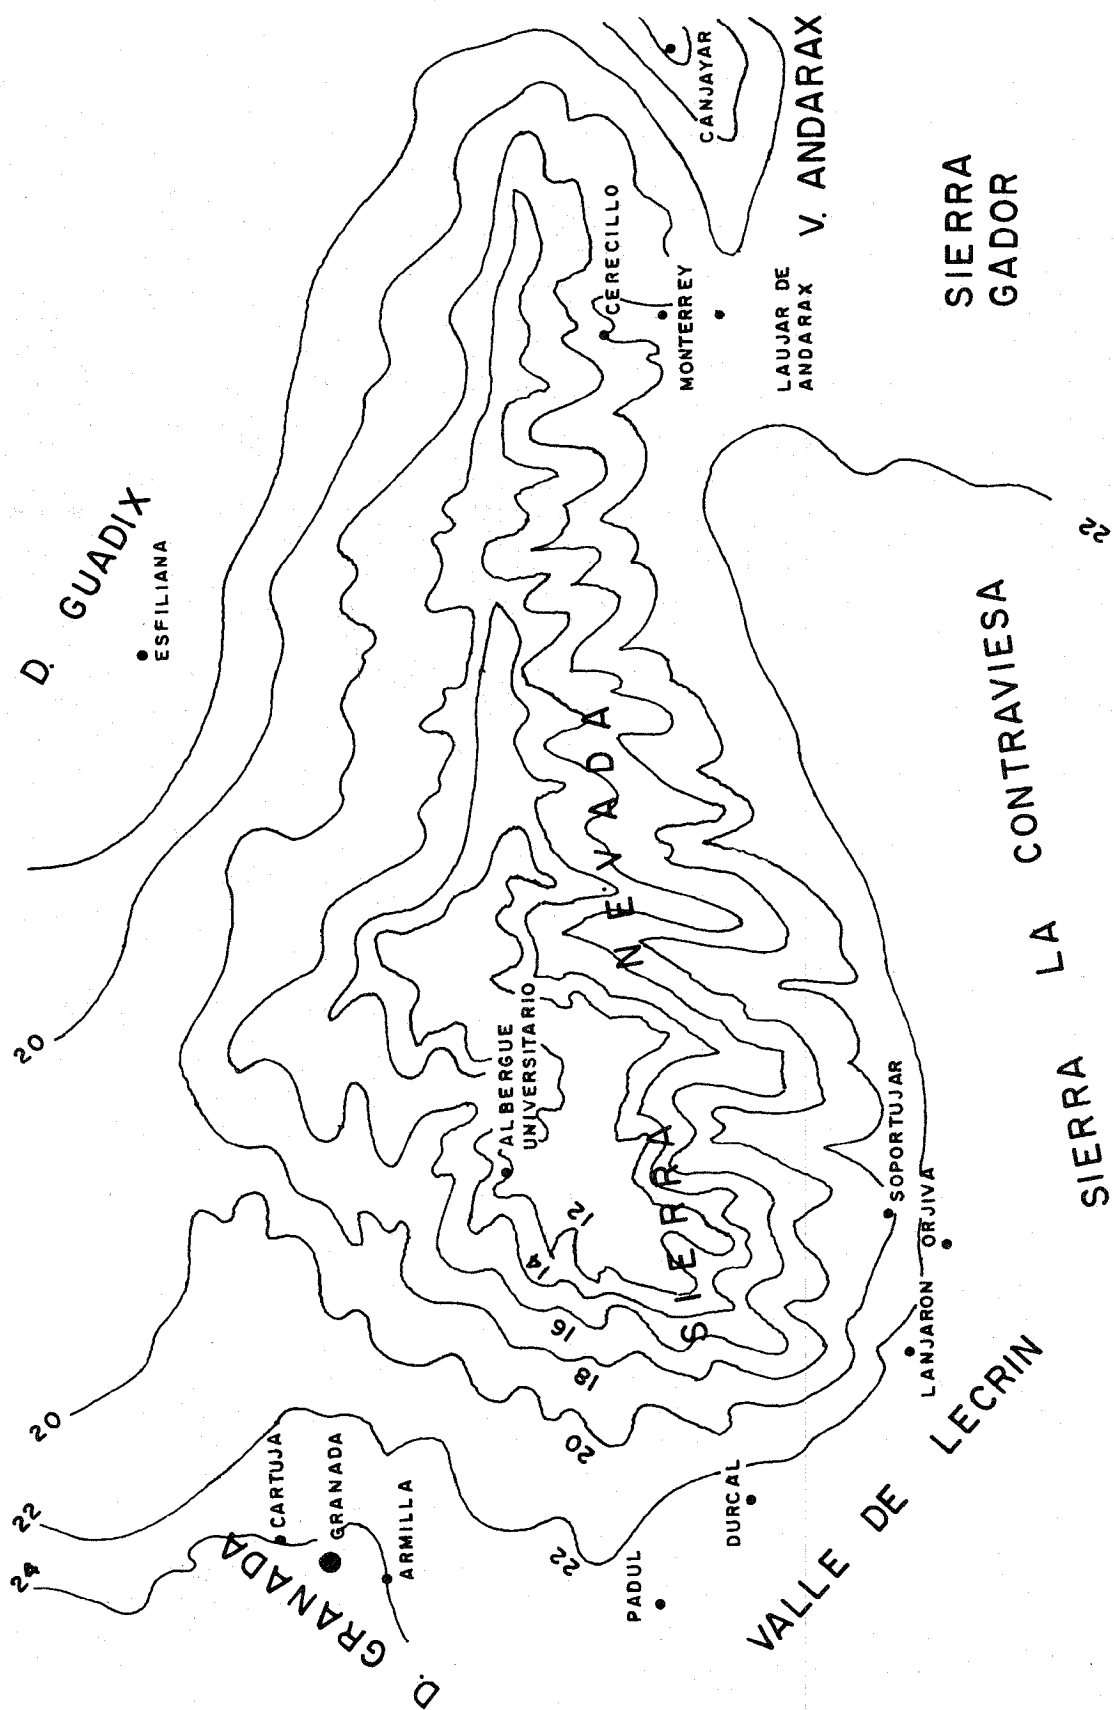 D. GUADIX
ESFILIANA
20
20
22
24
CARTUJA
GRANADA
ARMILLA
D. GRANADA
ALBERGUE
UNIVERSITARIO
12
14
16
18
20
22
SIERRA NEVADA
CERECILLO
MONTERREY
LAUJAR DE
ANDARAX
CANJAYAR
V. ANDARAX
SIERRA
GADOR
PADUL
DURCAL
LANJARON
ORJIVA
SOPORTUJAR
VALLE DE LECRIN
SIERRA LA CONTRAVIESA
22